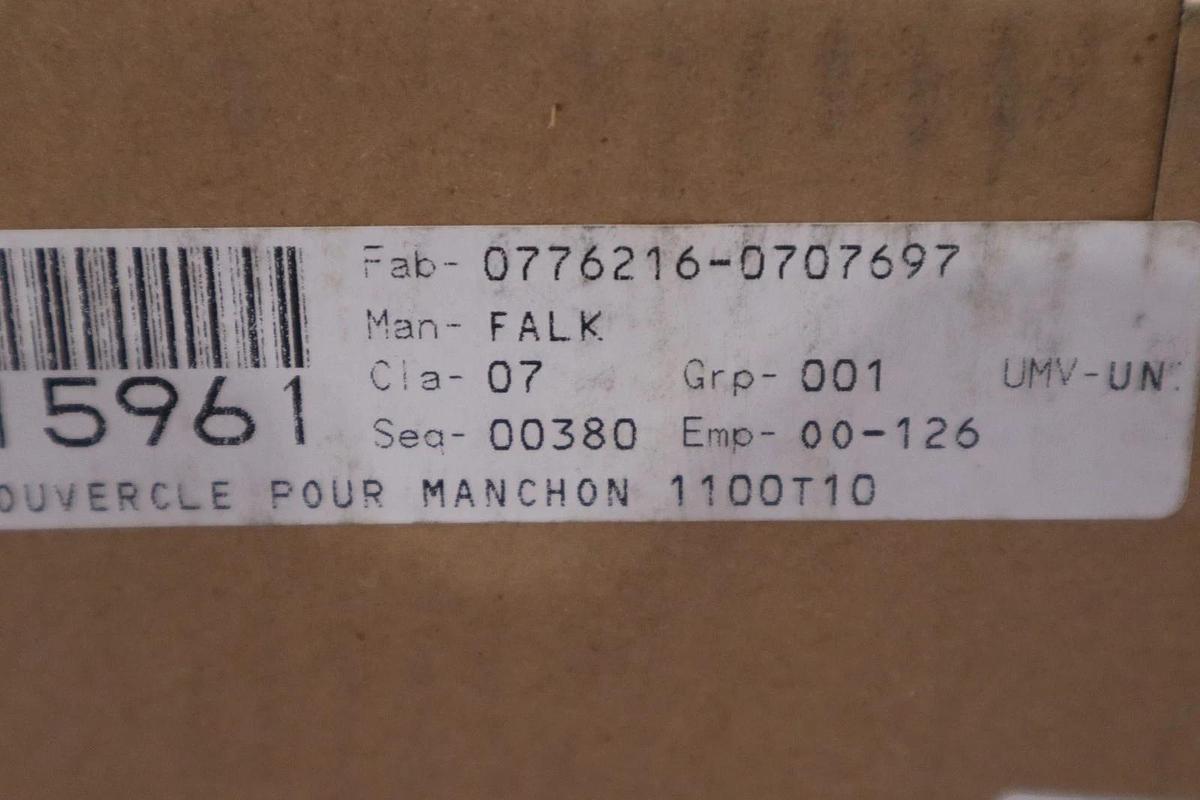 Fab- 0776216-0707697
Man- FALK
Cla- 07 Grp- 001 UMV-UN
15961
Seq- 00380 Emp- 00-126
OUVERCLE POUR MANCHON 1100T10